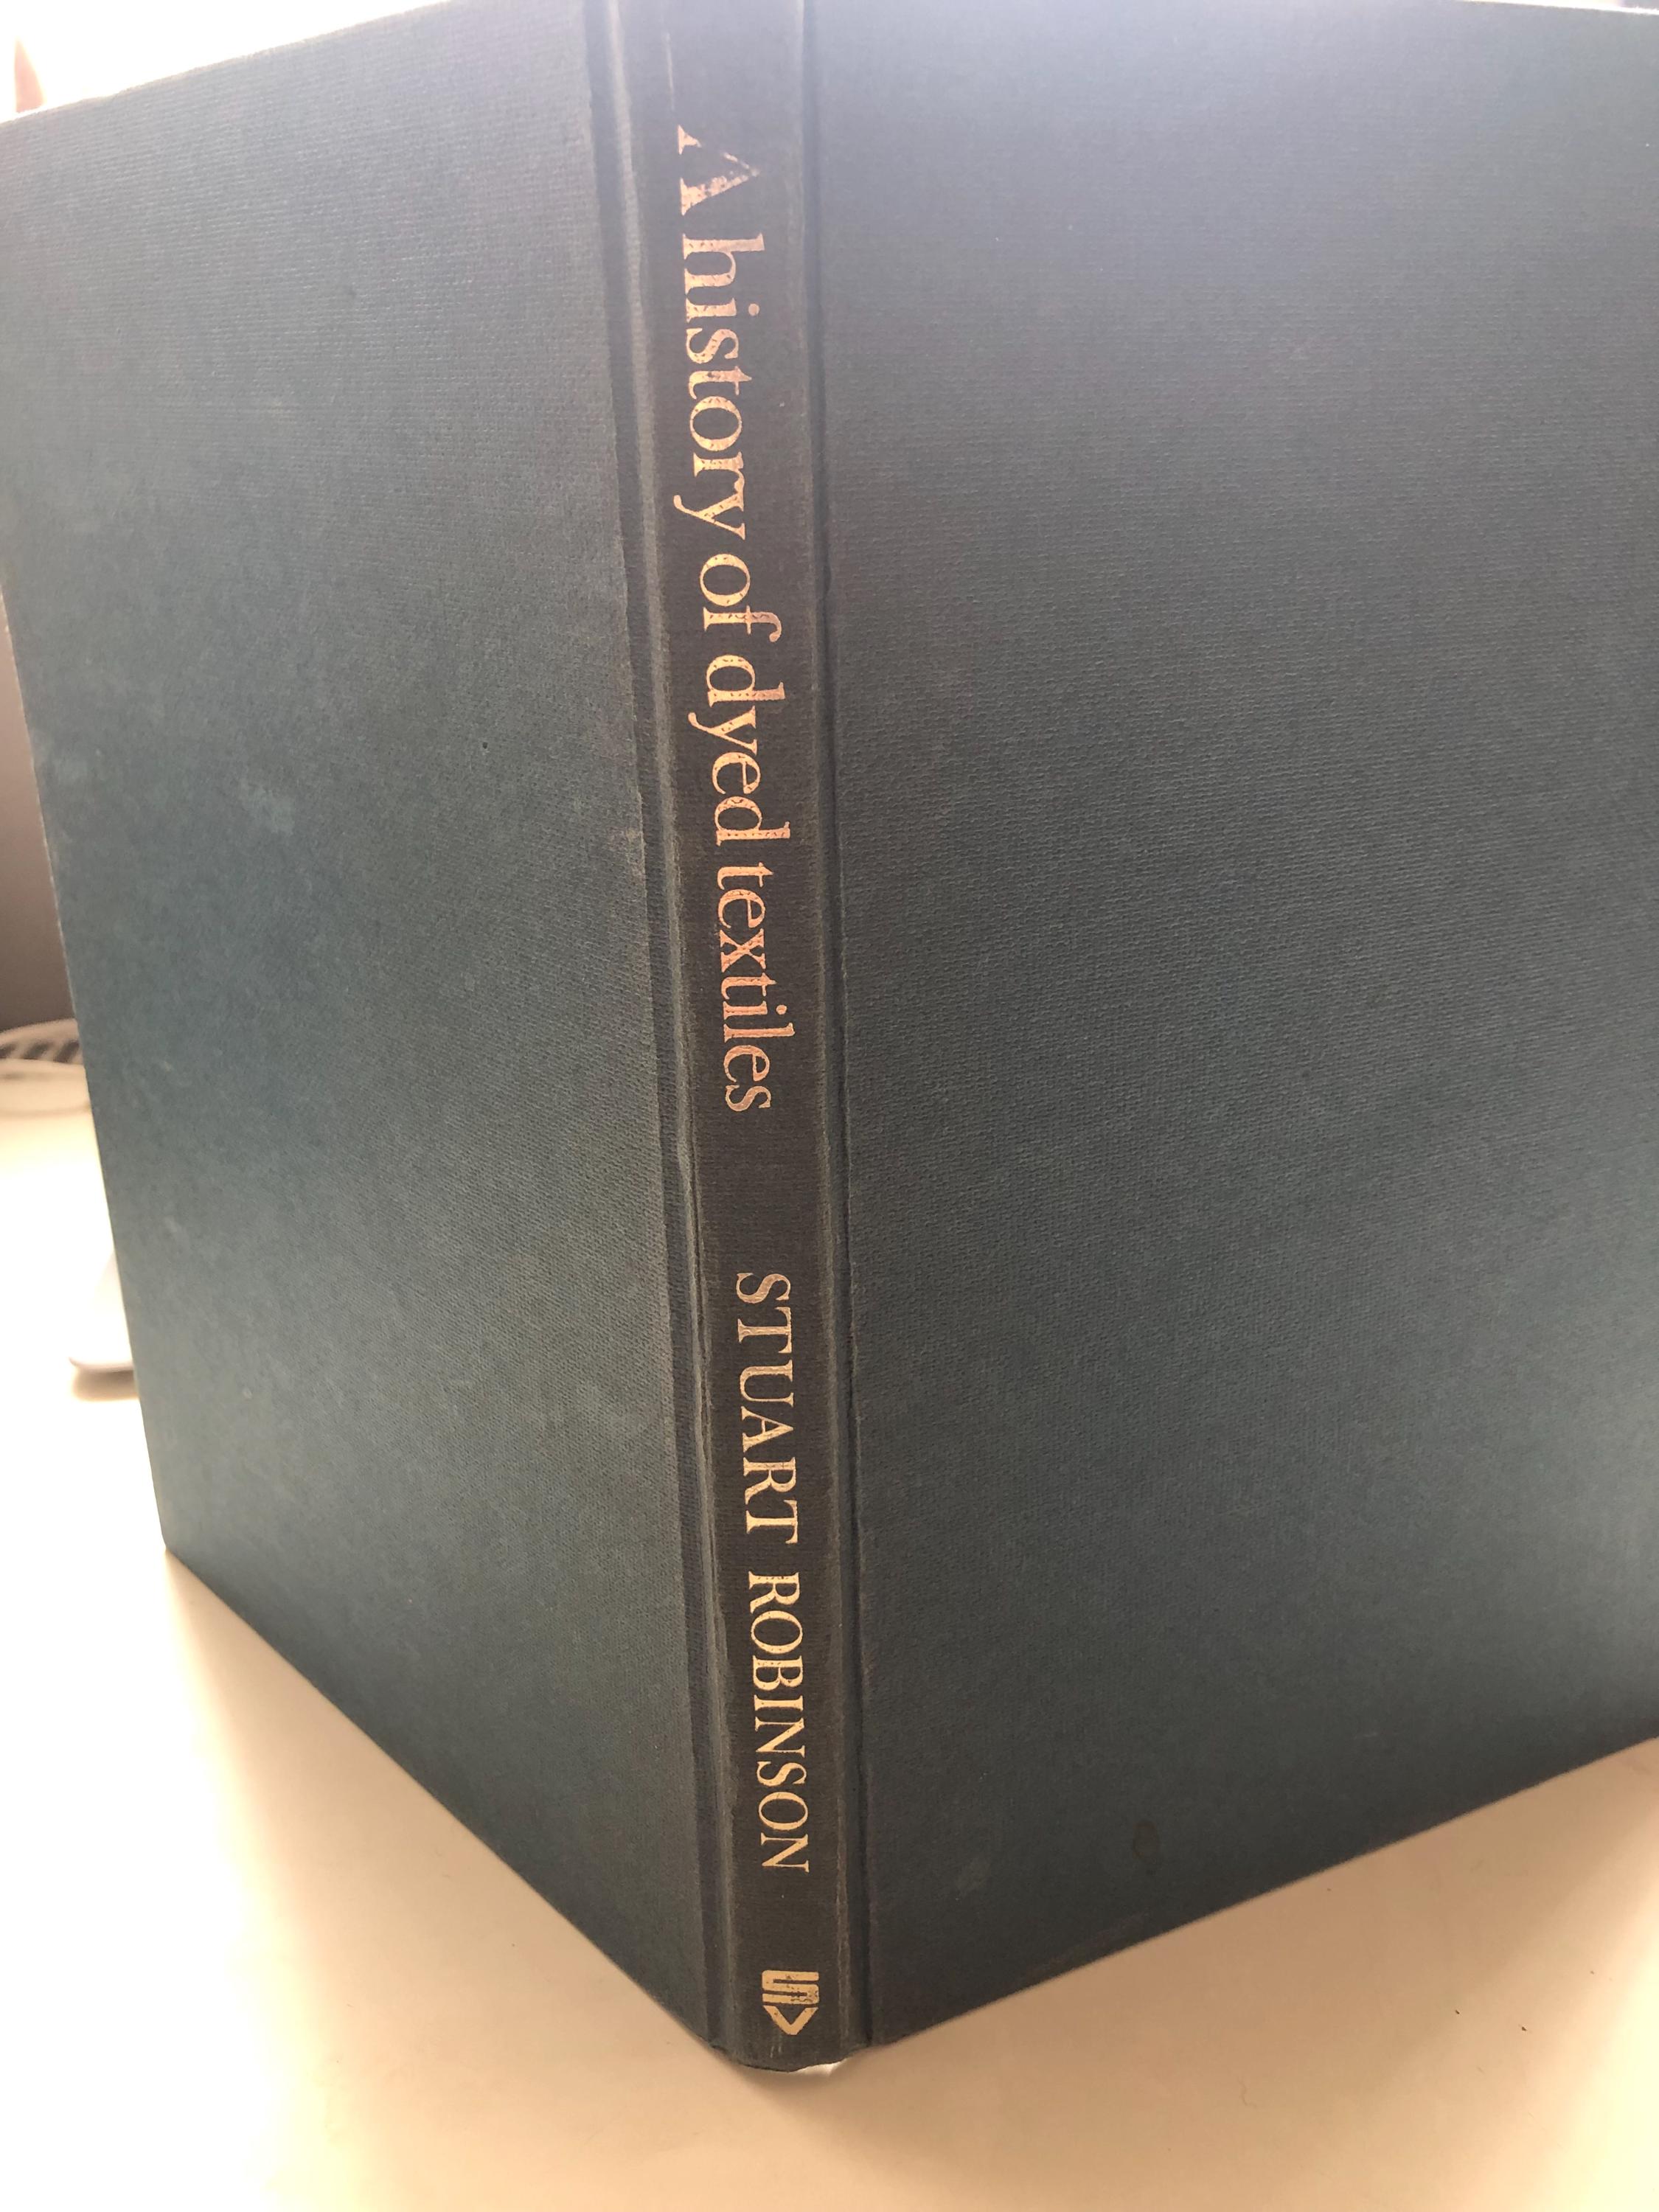 A history of dyed textiles
STUART ROBINSON